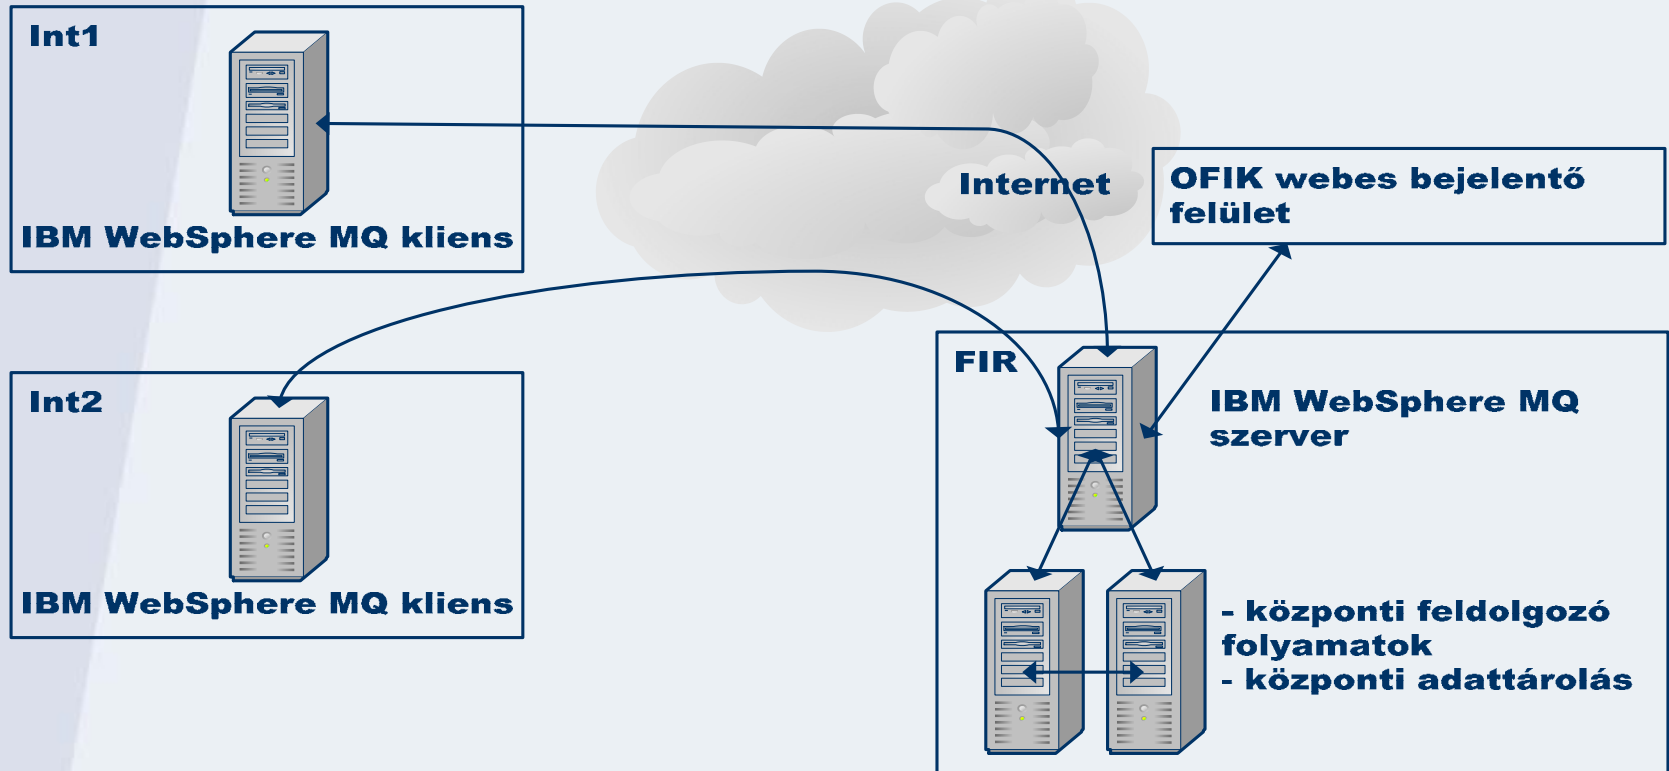 Int1
IBM WebSphere MQ kliens
Internet
OFIK webes bejelentő
felület
Int2
IBM WebSphere MQ kliens
FIR
IBM WebSphere MQ
szerver
- központi feldolgozó
folyamatok
- központi adattárolás